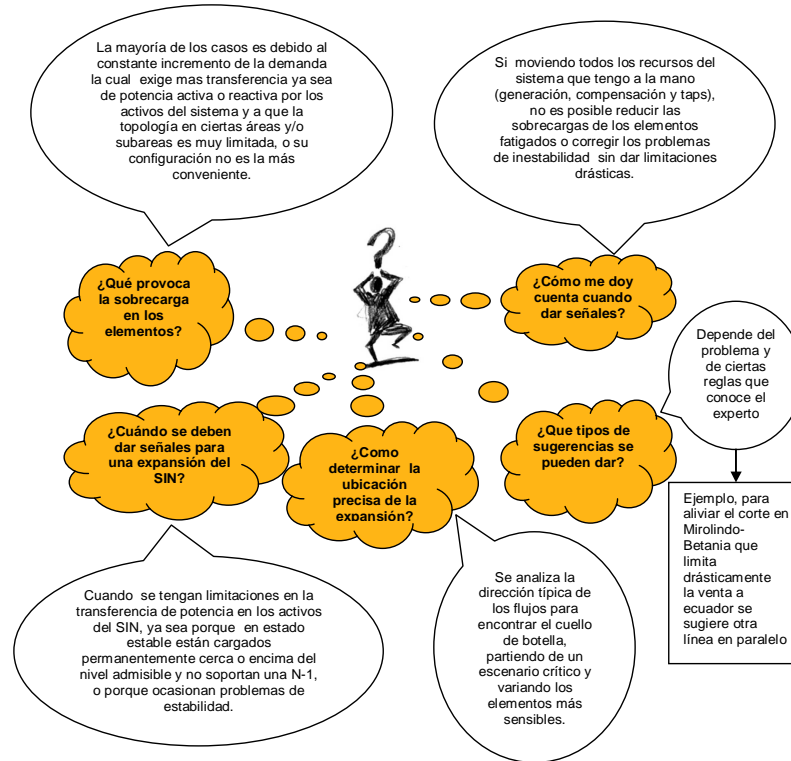 La mayoría de los casos es debido al
constante incremento de la demanda
la cual exige mas transferencia ya sea
de potencia activa o reactiva por los
activos del sistema y a que la
topología en ciertas áreas y/o
subareas es muy limitada, o su
configuración no es la más
conveniente.
Si moviendo todos los recursos del
sistema que tengo a la mano
(generación, compensación y taps),
no es posible reducir las
sobrecargas de los elementos
fatigados o corregir los problemas
de inestabilidad sin dar limitaciones
drásticas.
¿Qué provoca
la sobrecarga
en los
elementos?
¿Cómo me doy
cuenta cuando
dar señales?
Depende del
problema y
de ciertas
reglas que
conoce el
experto
¿Cuándo se deben
dar señales para
una expansión del
SIN?
¿Como
determinar la
ubicación
precisa de la
expansión?
¿Que tipos de
sugerencias se
pueden dar?
Ejemplo, para
aliviar el corte en
Mirolindo-
Betania que
limita
drásticamente
la venta a
ecuador se
sugiere otra
línea en paralelo
Cuando se tengan limitaciones en la
transferencia de potencia en los activos
del SIN, ya sea porque en estado
estable están cargados
permanentemente cerca o encima del
nivel admisible y no soportan una N-1,
o porque ocasionan problemas de
estabilidad.
Se analiza la
dirección típica de
los flujos para
encontrar el cuello
de botella,
partiendo de un
escenario crítico y
variando los
elementos más
sensibles.